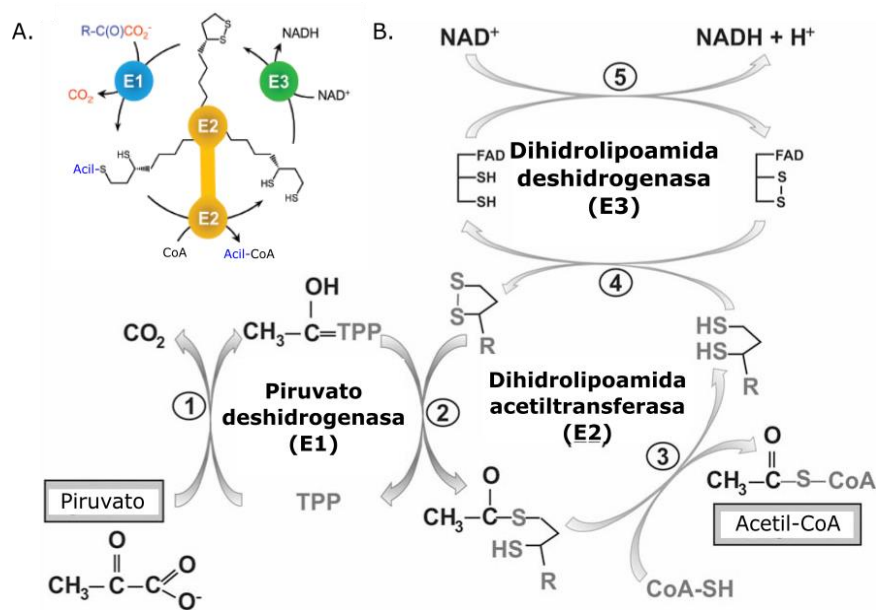 A.
R–C(O)CO₂⁻
E1
CO₂
S
S
NADH
E3
NAD⁺
E2
HS
Acil-S
HS
HS
E2
CoA
Acil-CoA
B.
NAD⁺
NADH + H⁺
5
FAD
SH
SH
Dihidrolipoamida
deshidrogenasa
(E3)
FAD
S
S
4
OH
CH₃–C=TPP
CO₂
S
S
R
HS
HS
R
1
Piruvato
deshidrogenasa
(E1)
2
Dihidrolipoamida
acetiltransferasa
(E2)
3
O
CH₃–C–S–CoA
Acetil-CoA
Piruvato
TPP
O
CH₃–C–S
HS
R
CoA-SH
O
CH₃–C–C
O
O⁻